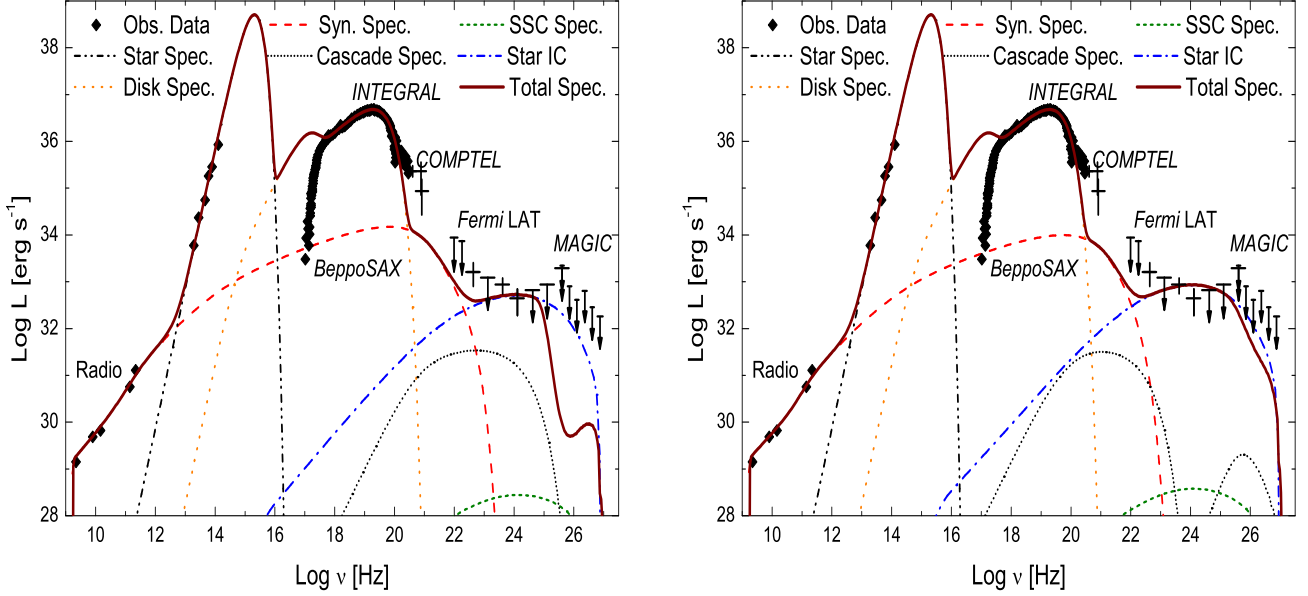 Obs. Data Syn. Spec. SSC Spec.
Star Spec. Cascade Spec. Star IC
Disk Spec. INTEGRAL Total Spec.
COMPTEL
Fermi LAT
MAGIC
BeppoSAX
Radio
38
36
34
32
30
28
10 12 14 16 18 20 22 24 26
Log ν [Hz]
Log L [erg s⁻¹]
Obs. Data Syn. Spec. SSC Spec.
Star Spec. Cascade Spec. Star IC
Disk Spec. INTEGRAL Total Spec.
COMPTEL
Fermi LAT
MAGIC
BeppoSAX
Radio
38
36
34
32
30
28
10 12 14 16 18 20 22 24 26
Log ν [Hz]
Log L [erg s⁻¹]